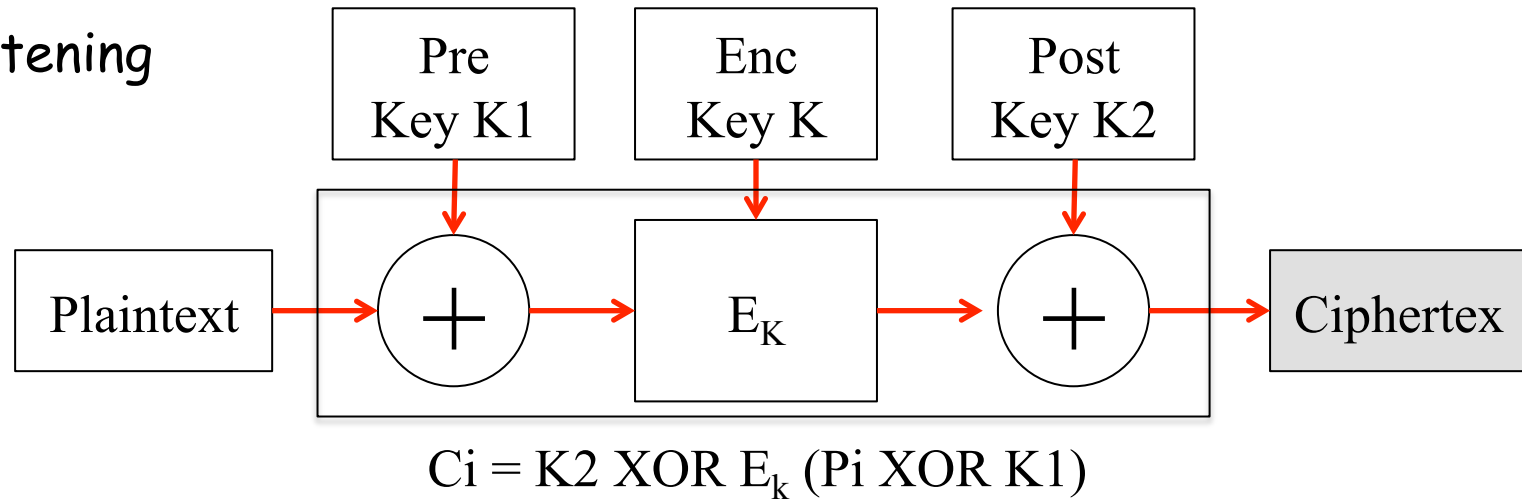 tening
Pre
Key K1
Enc
Key K
Post
Key K2
Plaintext
+
E_K
+
Ciphertex
Ci = K2 XOR E_k (Pi XOR K1)